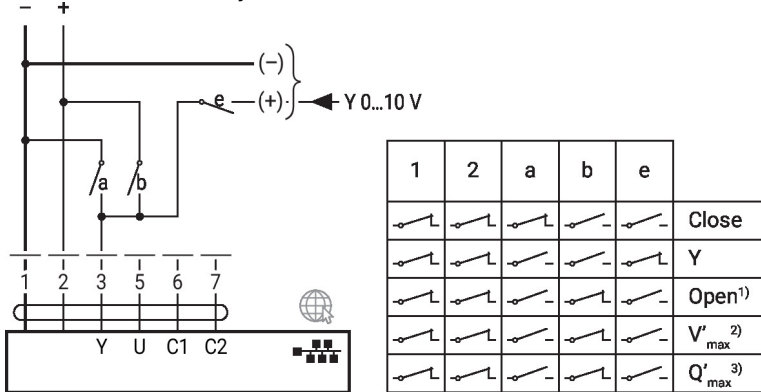 − +
(−)
e (+) Y 0...10 V
a b
1 2 3 5 6 7
Y U C1 C2
1 2 a b e
Close
Y
Open¹⁾
V'max ²⁾
Q'max ³⁾